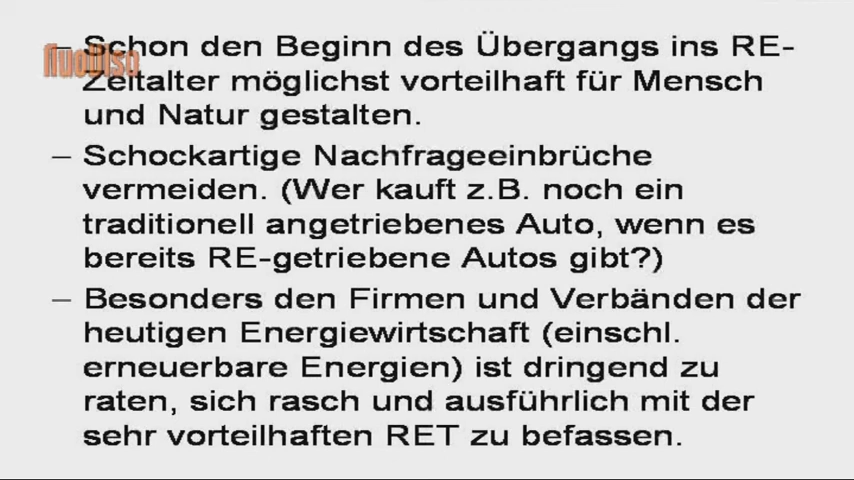 – Schon den Beginn des Übergangs ins RE-
Zeitalter möglichst vorteilhaft für Mensch
und Natur gestalten.
– Schockartige Nachfrageeinbrüche
vermeiden. (Wer kauft z.B. noch ein
traditionell angetriebenes Auto, wenn es
bereits RE-getriebene Autos gibt?)
– Besonders den Firmen und Verbänden der
heutigen Energiewirtschaft (einschl.
erneuerbare Energien) ist dringend zu
raten, sich rasch und ausführlich mit der
sehr vorteilhaften RET zu befassen.